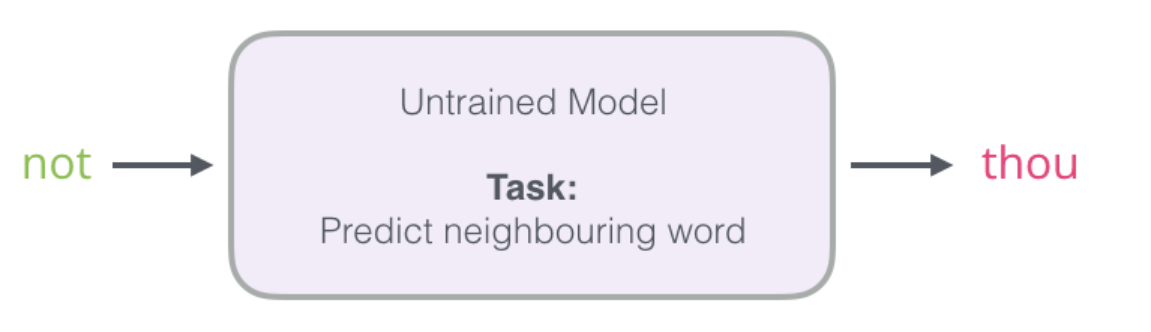 Untrained Model
not
thou
Task:
Predict neighbouring word